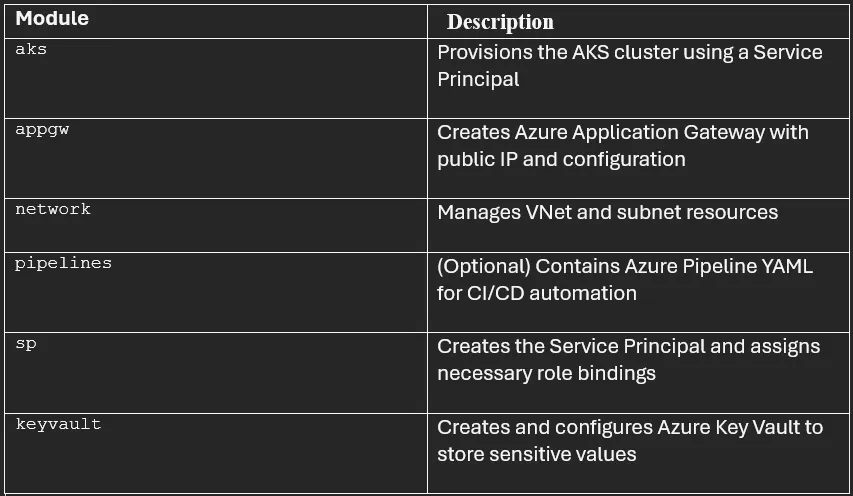 Module
Description
aks
Provisions the AKS cluster using a Service
Principal
appgw
Creates Azure Application Gateway with
public IP and configuration
network
Manages VNet and subnet resources
pipelines
(Optional) Contains Azure Pipeline YAML
for CI/CD automation
sp
Creates the Service Principal and assigns
necessary role bindings
keyvault
Creates and configures Azure Key Vault to
store sensitive values